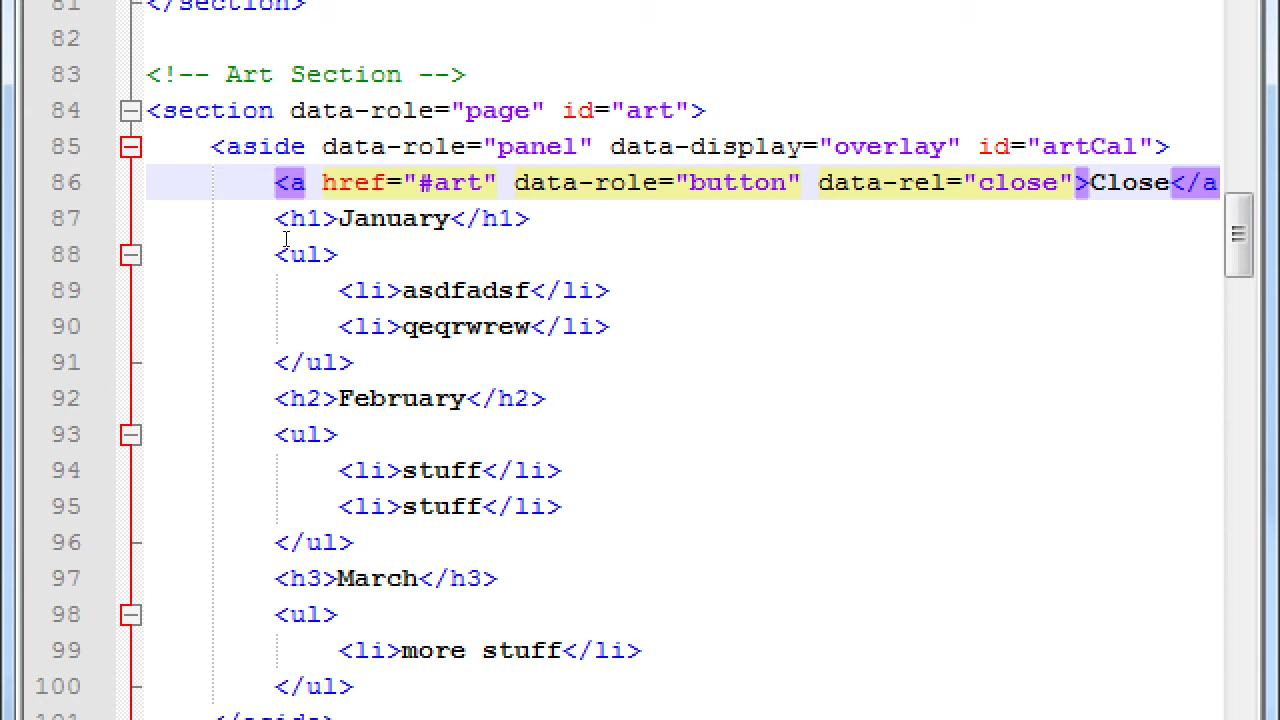 81 </section>
82
83 <!-- Art Section -->
84 <section data-role="page" id="art">
85 <aside data-role="panel" data-display="overlay" id="artCal">
86 <a href="#art" data-role="button" data-rel="close">Close</a
87 <h1>January</h1>
88 <ul>
89 <li>asdfadsf</li>
90 <li>qeqrwrew</li>
91 </ul>
92 <h2>February</h2>
93 <ul>
94 <li>stuff</li>
95 <li>stuff</li>
96 </ul>
97 <h3>March</h3>
98 <ul>
99 <li>more stuff</li>
100 </ul>
101 </aside>